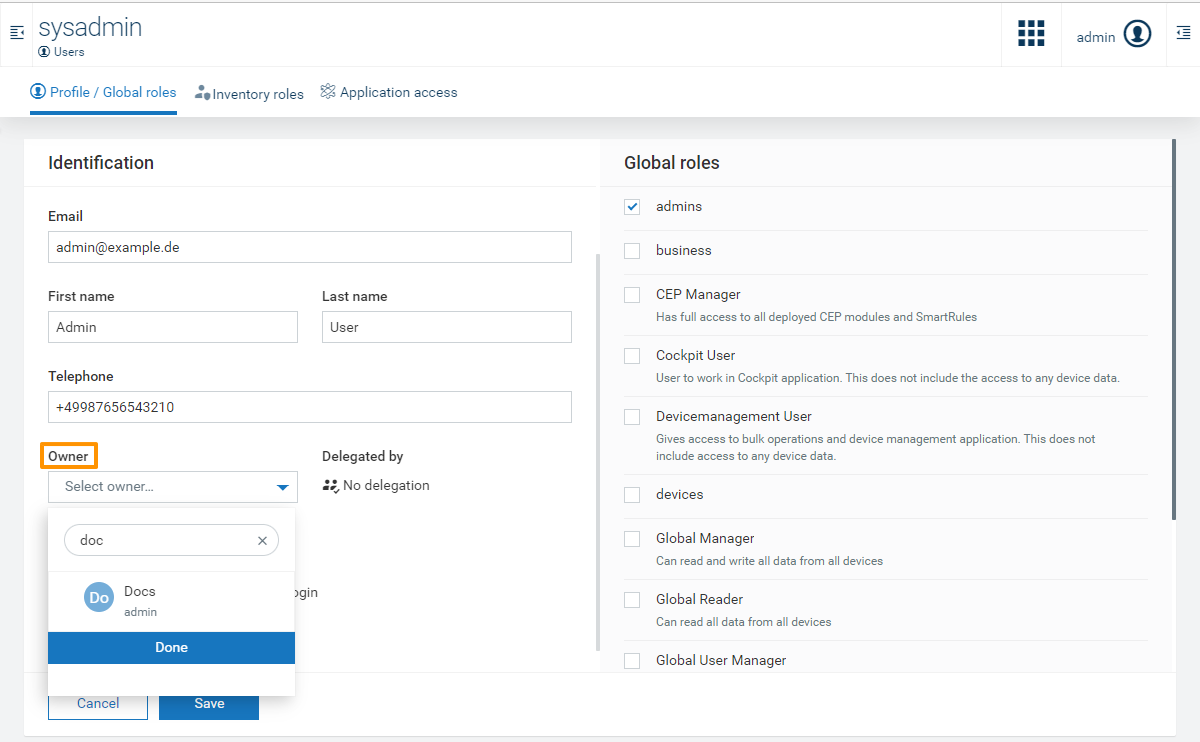 sysadmin
Users
admin
Profile / Global roles
Inventory roles
Application access
Identification
Email
admin@example.de
First name
Last name
Admin
User
Telephone
+49987656543210
Owner
Delegated by
Select owner...
No delegation
doc
Do
Docs
admin
ogin
Done
Cancel
Save
Global roles
admins
business
CEP Manager
Has full access to all deployed CEP modules and SmartRules
Cockpit User
User to work in Cockpit application. This does not include the access to any device data.
Devicemanagement User
Gives access to bulk operations and device management application. This does not
include access to any device data.
devices
Global Manager
Can read and write all data from all devices
Global Reader
Can read all data from all devices
Global User Manager